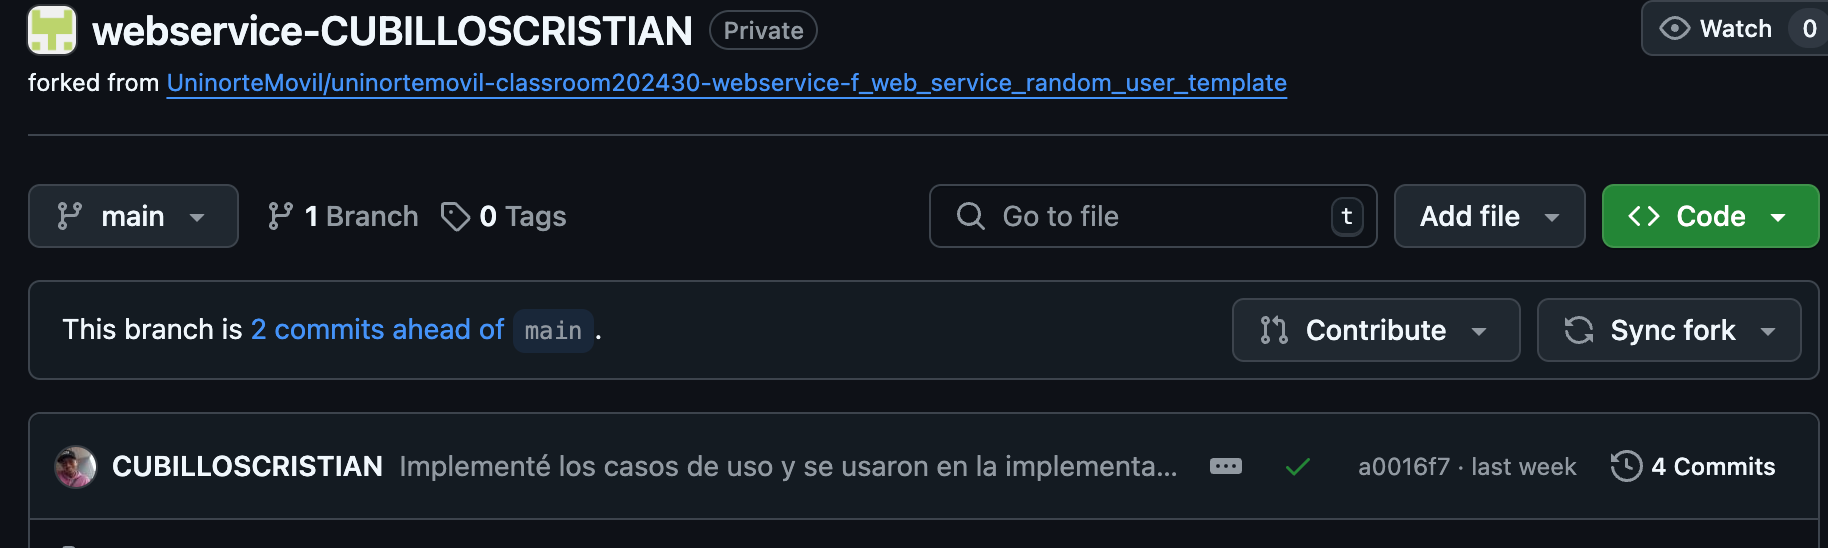 webservice-CUBILLOSCRISTIAN Private Watch 0
forked from UninorteMovil/uninortemovil-classroom202430-webservice-f_web_service_random_user_template
main 1 Branch 0 Tags Go to file t Add file Code
This branch is 2 commits ahead of main . Contribute Sync fork
CUBILLOSCRISTIAN Implementé los casos de uso y se usaron en la implementa... a0016f7 · last week 4 Commits